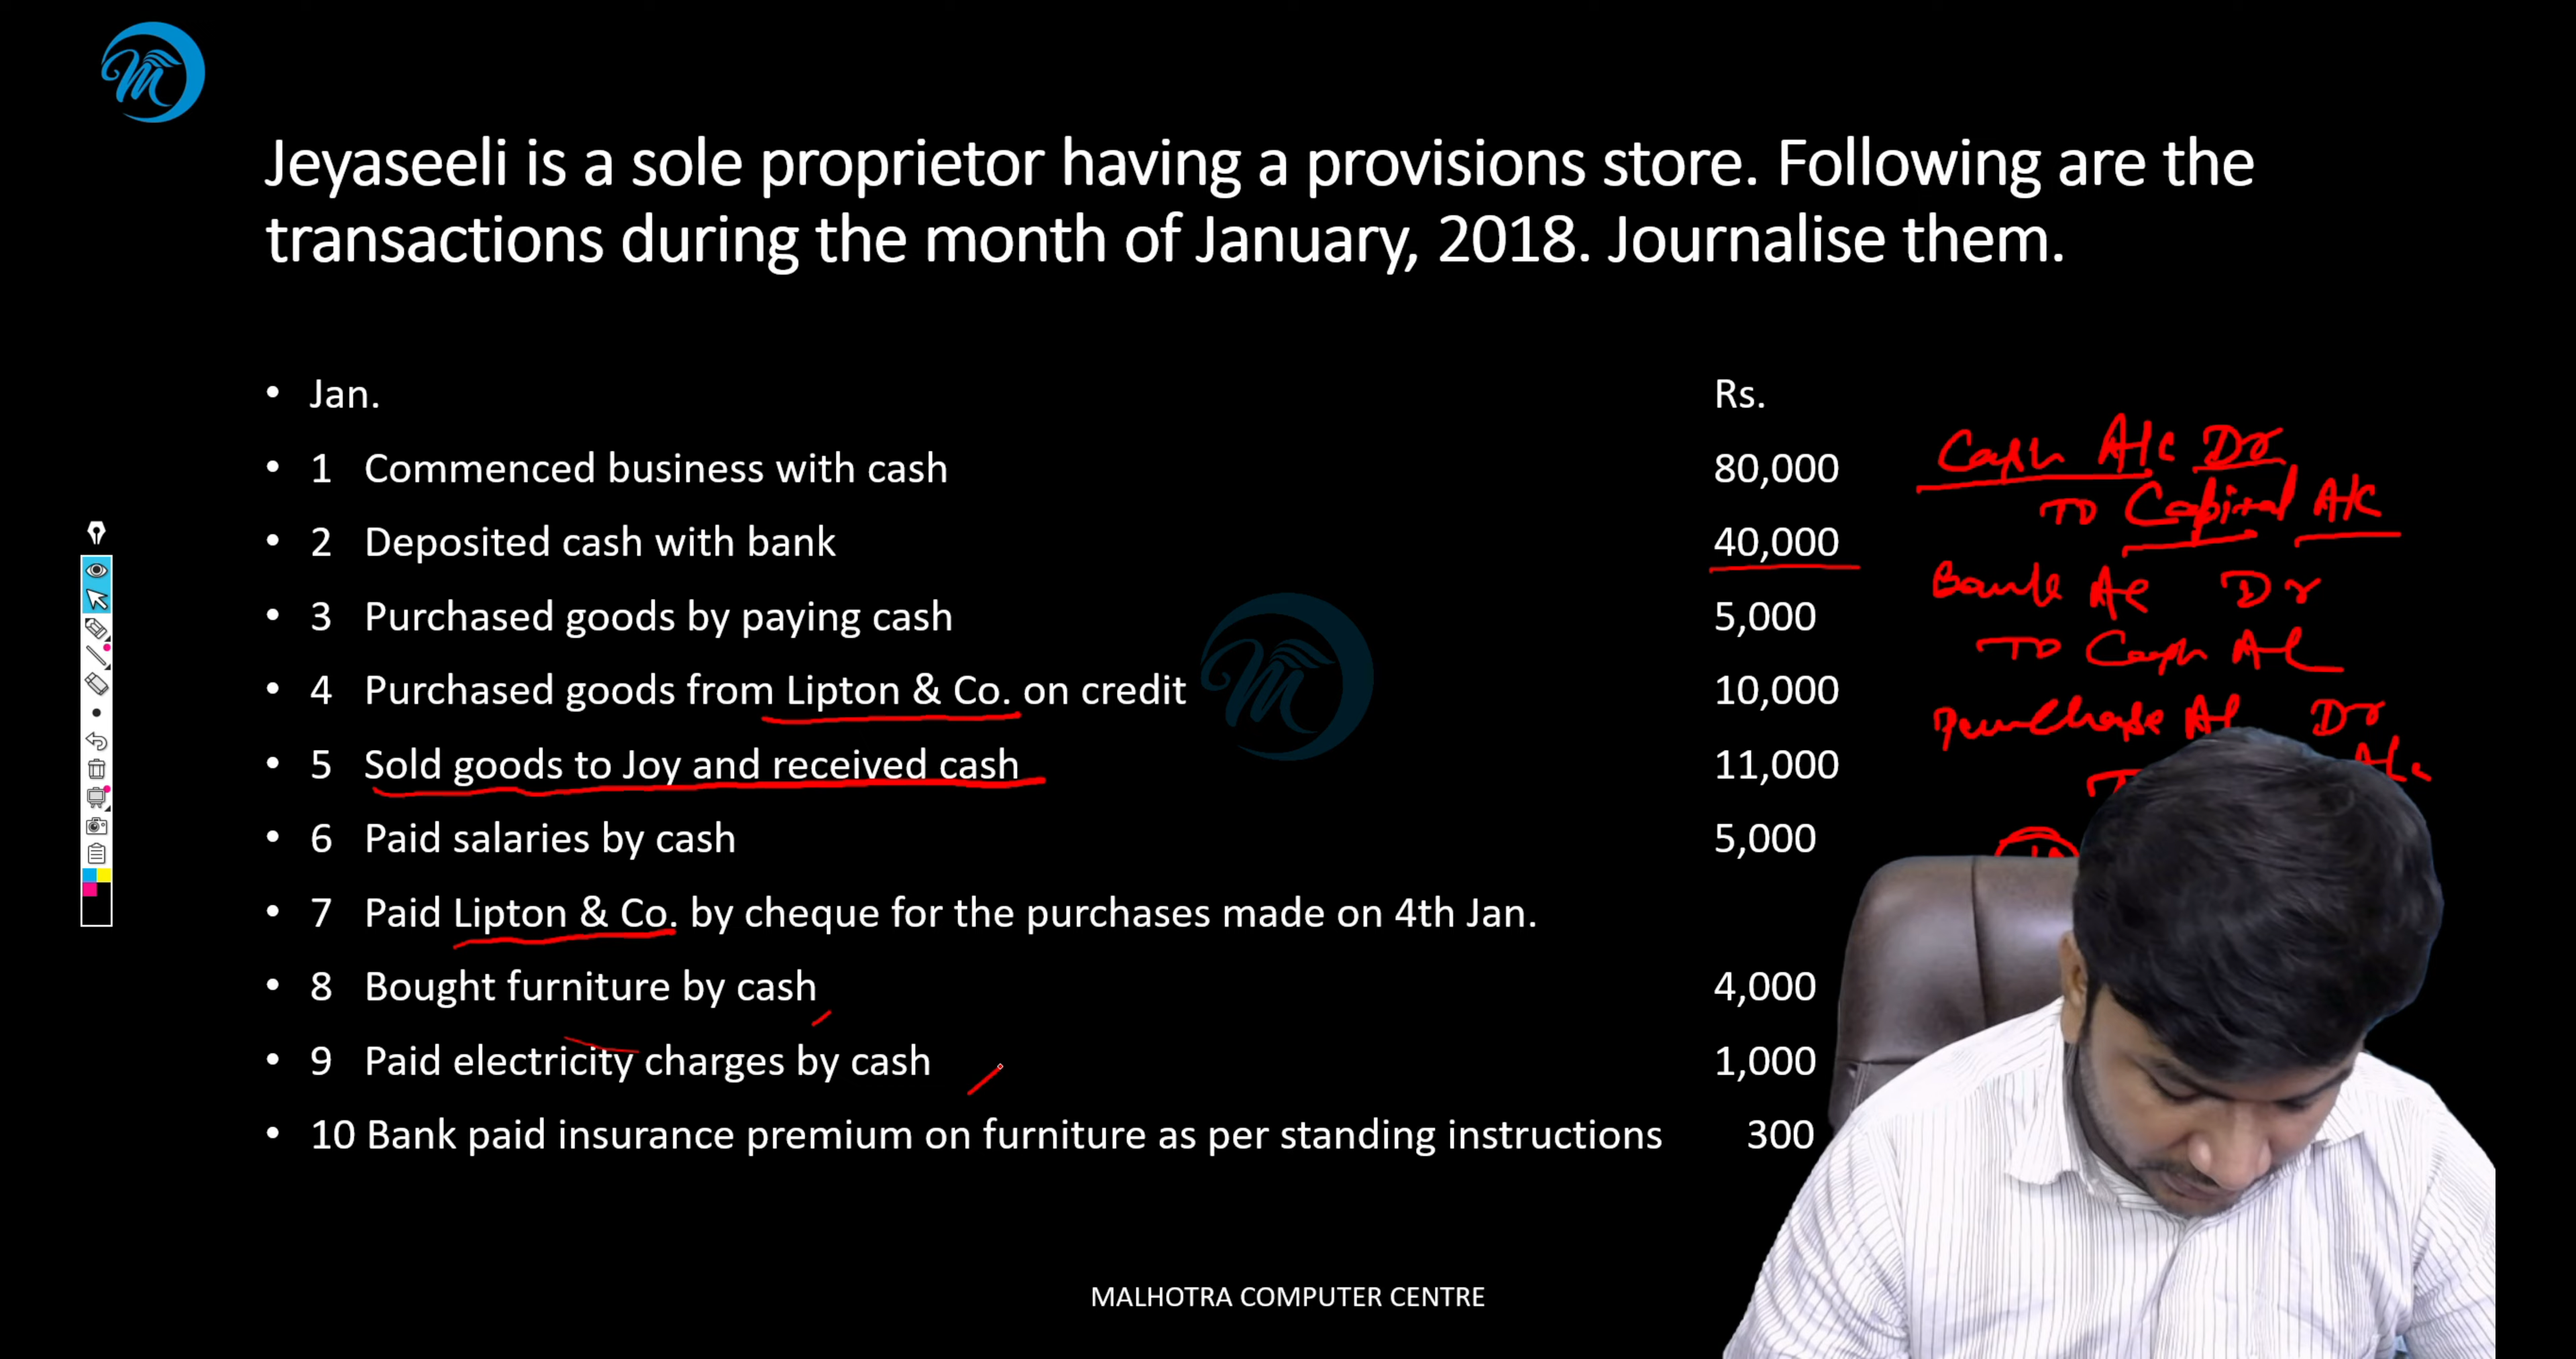 Jeyaseeli is a sole proprietor having a provisions store. Following are the
transactions during the month of January, 2018. Journalise them.
• Jan. Rs.
• 1 Commenced business with cash 80,000
• 2 Deposited cash with bank 40,000
• 3 Purchased goods by paying cash 5,000
• 4 Purchased goods from Lipton & Co. on credit 10,000
• 5 Sold goods to Joy and received cash 11,000
• 6 Paid salaries by cash 5,000
• 7 Paid Lipton & Co. by cheque for the purchases made on 4th Jan.
• 8 Bought furniture by cash 4,000
• 9 Paid electricity charges by cash 1,000
• 10 Bank paid insurance premium on furniture as per standing instructions 300
Cash A/c Dr
To Capital A/c
Bank A/c Dr
To Cash A/c
Purchase A/c Dr
A/c
MALHOTRA COMPUTER CENTRE